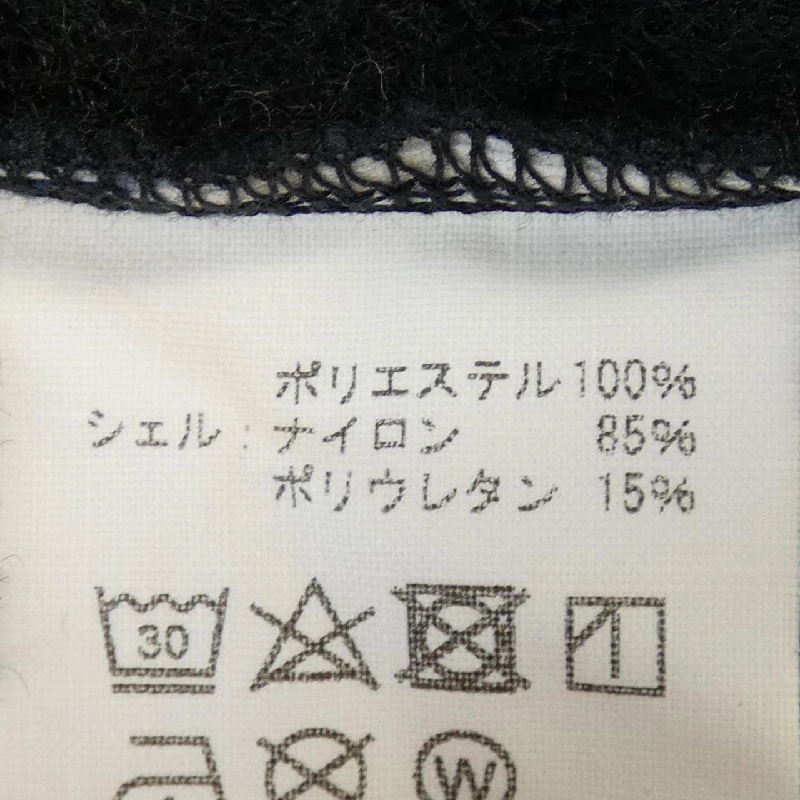 ポリエステル100%
シェル：ナイロン 85%
ポリウレタン 15%
30
W